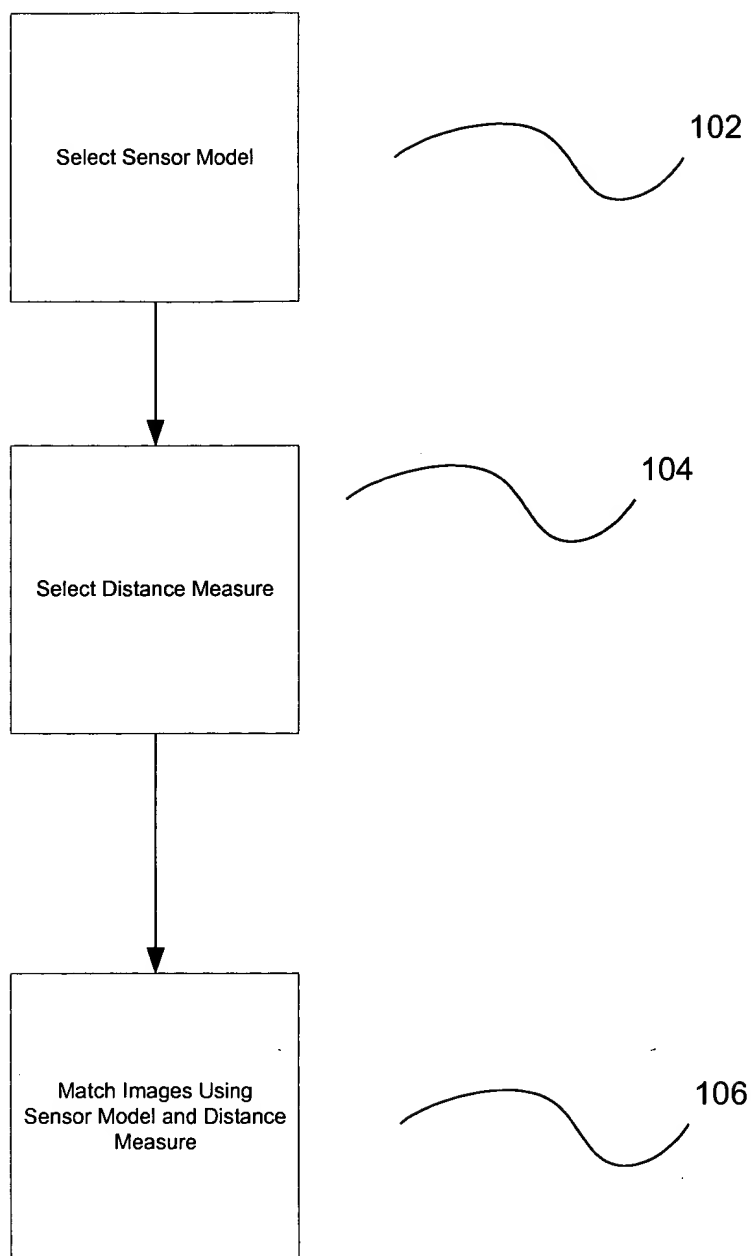 Select Sensor Model
102
Select Distance Measure
104
Match Images Using
Sensor Model and Distance
Measure
106